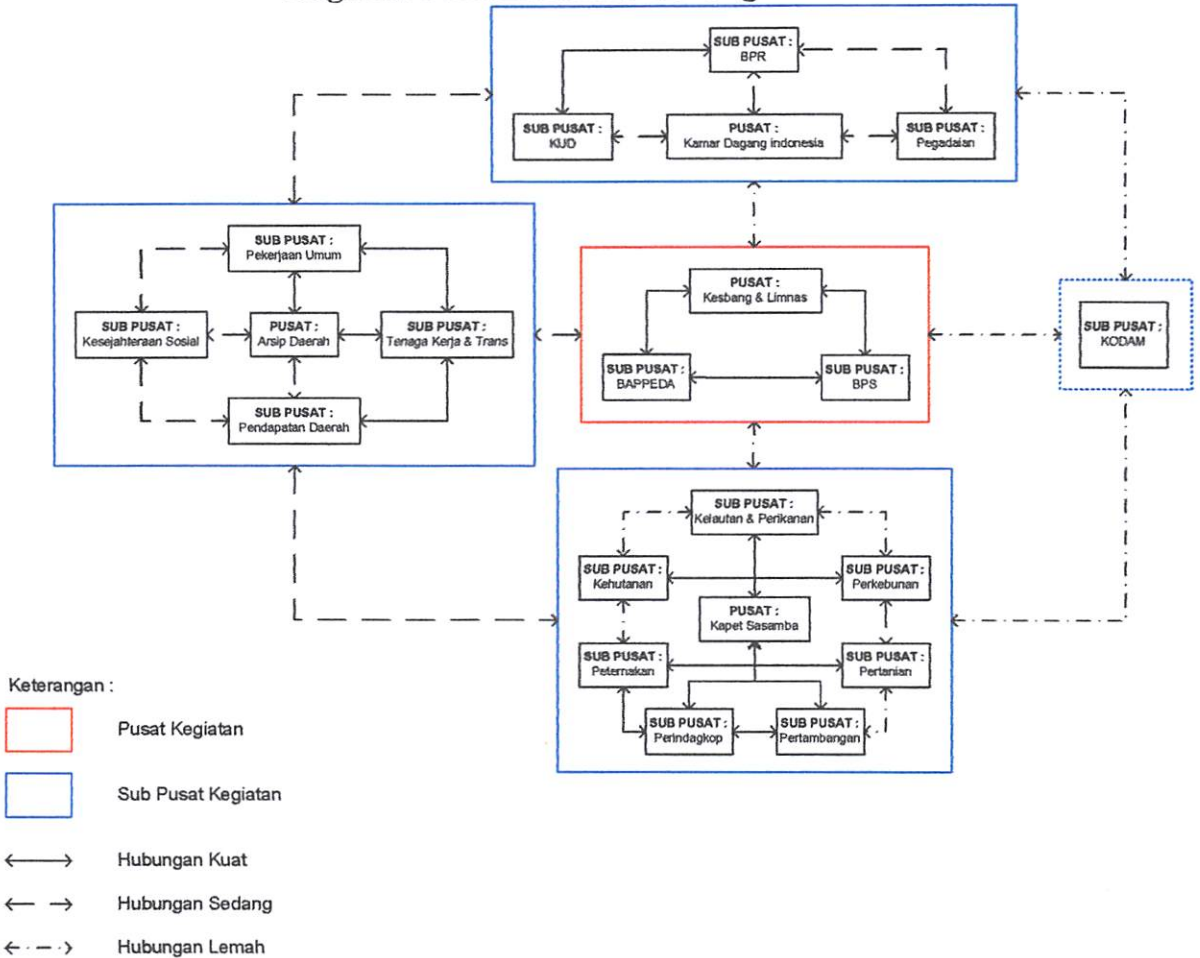 SUB PUSAT :
BPR
SUB PUSAT :
KUD
PUSAT :
Kamar Dagang indonesia
SUB PUSAT :
Pegadaian
SUB PUSAT :
Pekerjaan Umum
SUB PUSAT :
Kesejahteraan Sosial
PUSAT :
Arsip Daerah
SUB PUSAT :
Tenaga Kerja & Trans
SUB PUSAT :
Pendapatan Daerah
PUSAT :
Kesbang & Limnas
SUB PUSAT :
BAPPEDA
SUB PUSAT :
BPS
SUB PUSAT :
KODAM
SUB PUSAT :
Kelautan & Perikanan
SUB PUSAT :
Kehutanan
SUB PUSAT :
Perkebunan
PUSAT :
Kapet Sasamba
SUB PUSAT :
Peternakan
SUB PUSAT :
Pertanian
SUB PUSAT :
Perindagkop
SUB PUSAT :
Pertambangan
Keterangan :
Pusat Kegiatan
Sub Pusat Kegiatan
Hubungan Kuat
Hubungan Sedang
Hubungan Lemah